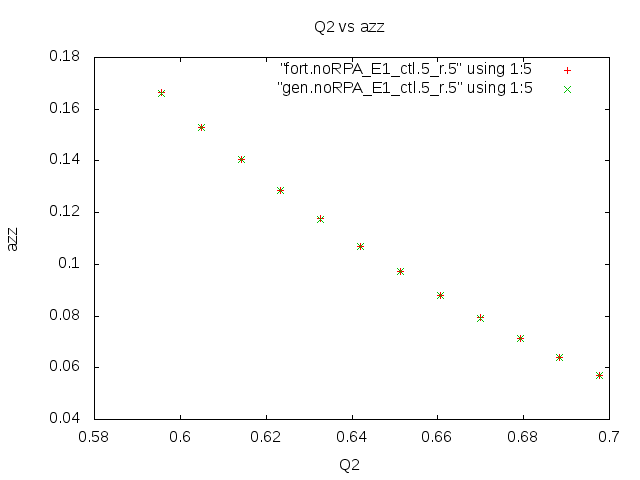 Q2 vs azz
"fort.noRPA_E1_ctl.5_r.5" using 1:5
"gen.noRPA_E1_ctl.5_r.5" using 1:5
0.18
0.16
0.14
0.12
0.1
0.08
0.06
0.04
azz
0.58 0.6 0.62 0.64 0.66 0.68 0.7
Q2